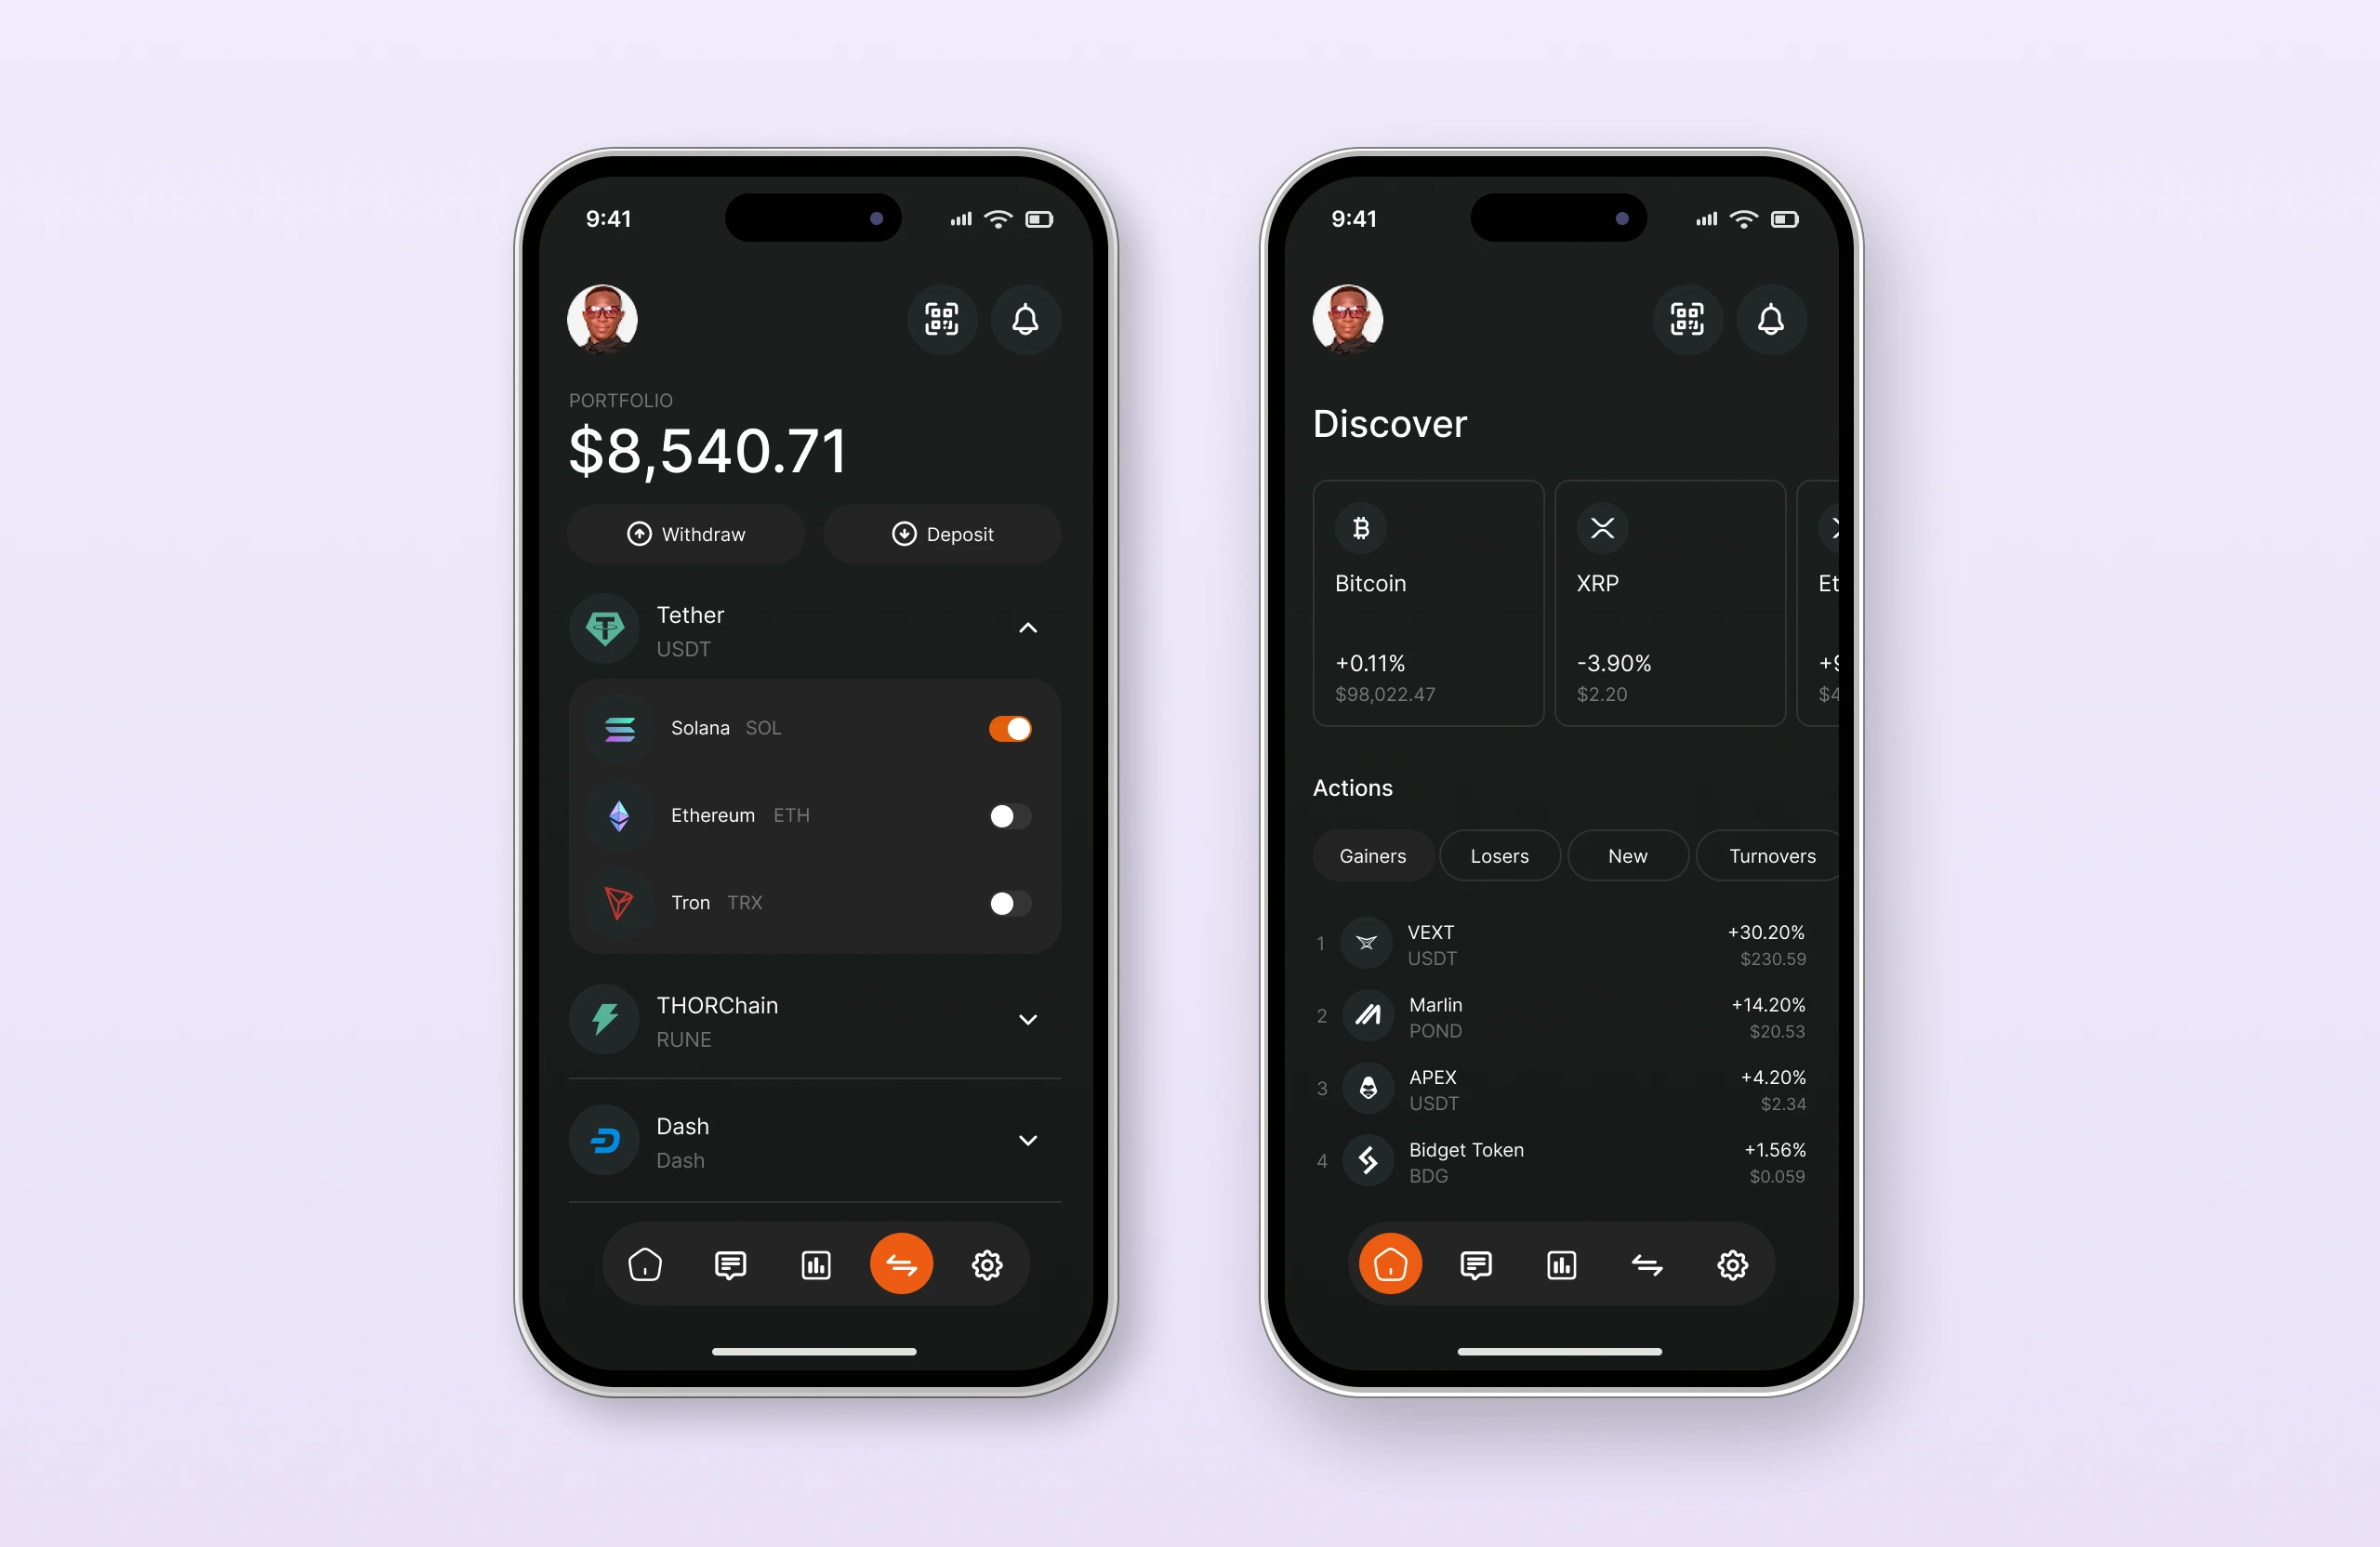 9:41
PORTFOLIO
$8,540.71
Withdraw
Deposit
Tether
USDT
Solana SOL
Ethereum ETH
Tron TRX
THORChain
RUNE
Dash
Dash
9:41
Discover
Bitcoin
+0.11%
$98,022.47
XRP
-3.90%
$2.20
Et
+9
$4
Actions
Gainers
Losers
New
Turnovers
1
VEXT
+30.20%
USDT
$230.59
2
Marlin
+14.20%
POND
$20.53
3
APEX
+4.20%
USDT
$2.34
4
Bidget Token
+1.56%
BDG
$0.059